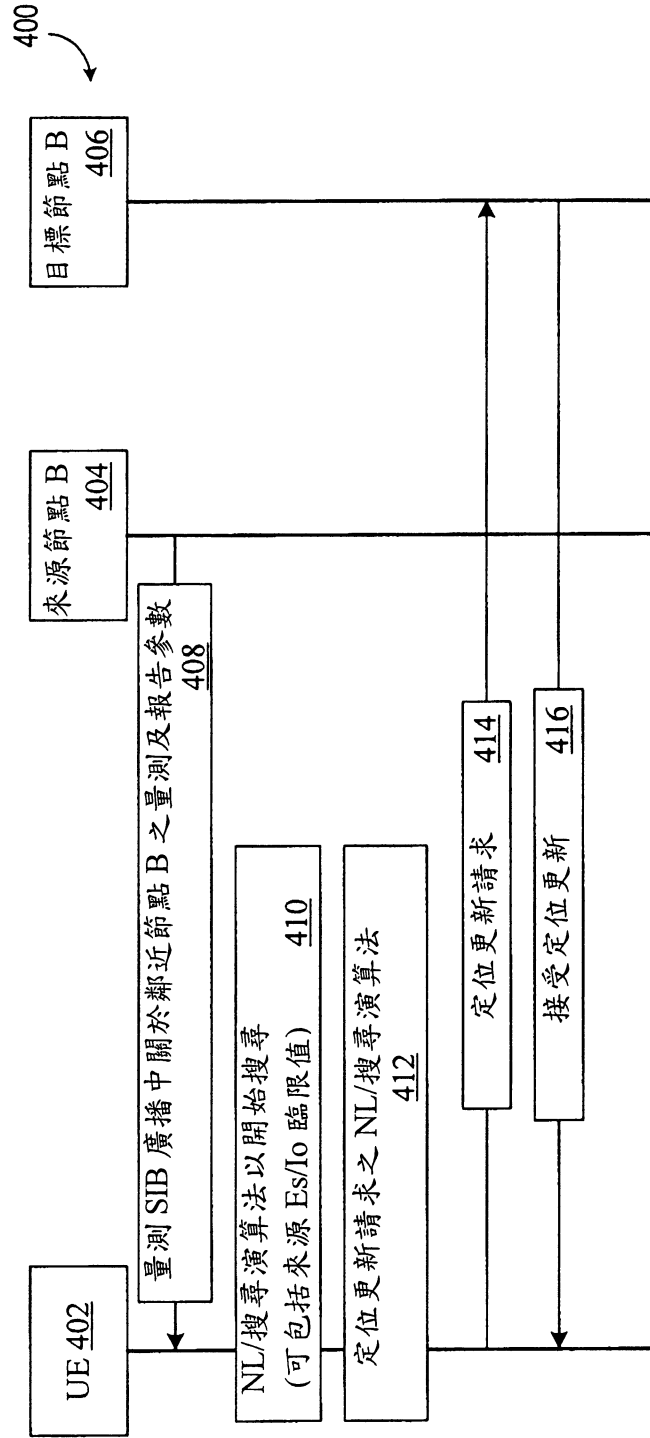 400
UE 402
來源節點 B
404
目標節點 B
406
量測 SIB 廣播中關於鄰近節點 B 之量測及報告參數
408
NL/搜尋演算法以開始搜尋
(可包括來源 Es/Io 臨限值)
410
定位更新請求之 NL/搜尋演算法
412
定位更新請求
414
接受定位更新
416